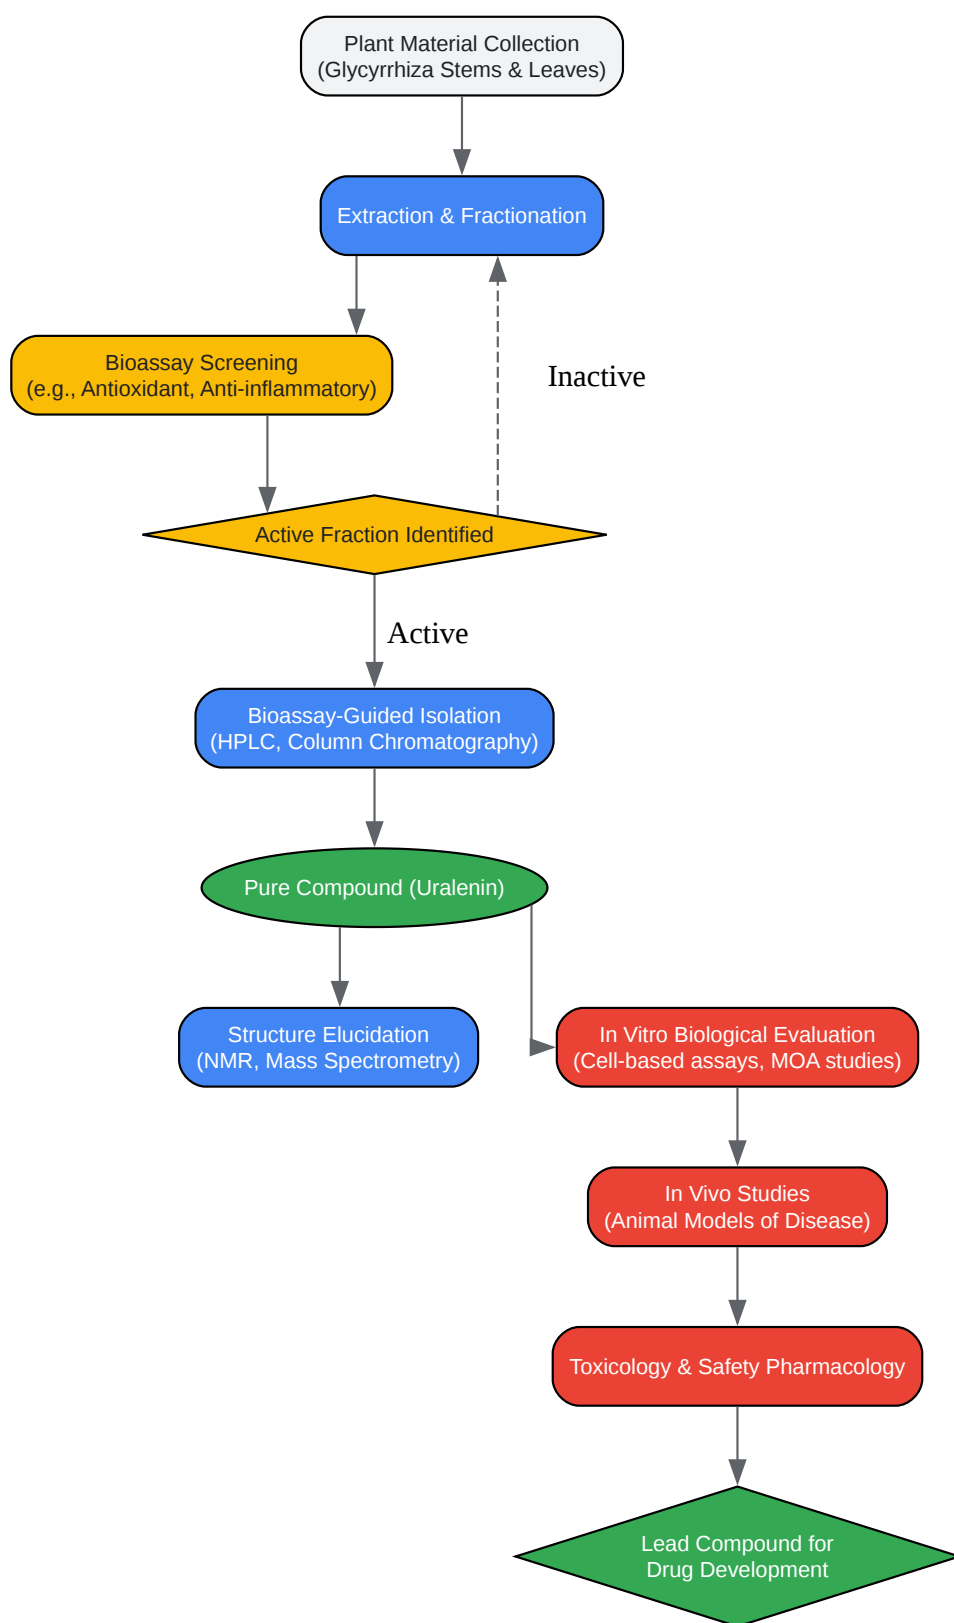 Plant Material Collection
(Glycyrrhiza Stems & Leaves)
Extraction & Fractionation
Bioassay Screening
(e.g., Antioxidant, Anti-inflammatory)
Inactive
Active Fraction Identified
Active
Bioassay-Guided Isolation
(HPLC, Column Chromatography)
Pure Compound (Uralenin)
Structure Elucidation
(NMR, Mass Spectrometry)
In Vitro Biological Evaluation
(Cell-based assays, MOA studies)
In Vivo Studies
(Animal Models of Disease)
Toxicology & Safety Pharmacology
Lead Compound for
Drug Development